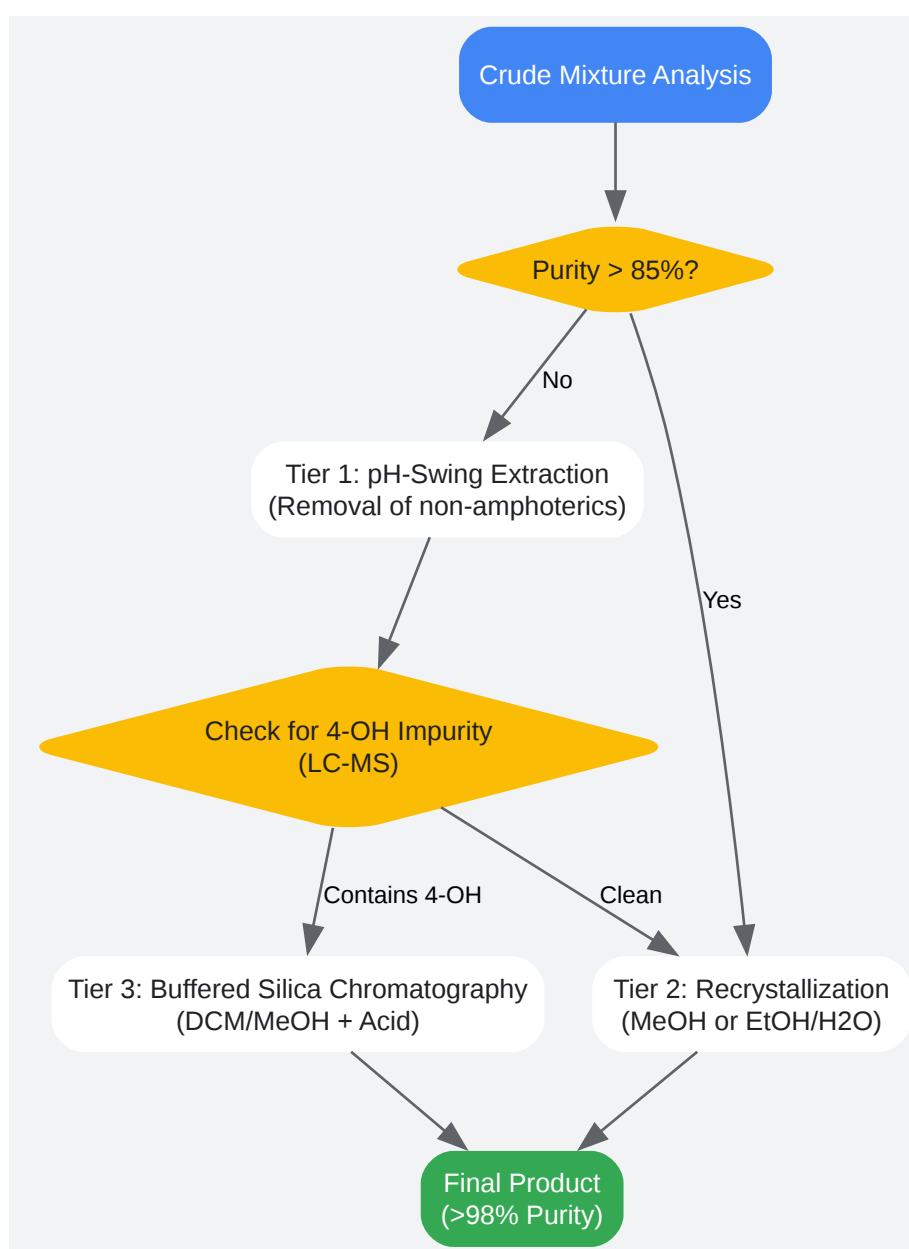 Crude Mixture Analysis
Purity > 85%?
No
Tier 1: pH-Swing Extraction
(Removal of non-amphoterics)
Yes
Check for 4-OH Impurity
(LC-MS)
Contains 4-OH
Clean
Tier 3: Buffered Silica Chromatography
(DCM/MeOH + Acid)
Tier 2: Recrystallization
(MeOH or EtOH/H2O)
Final Product
(>98% Purity)